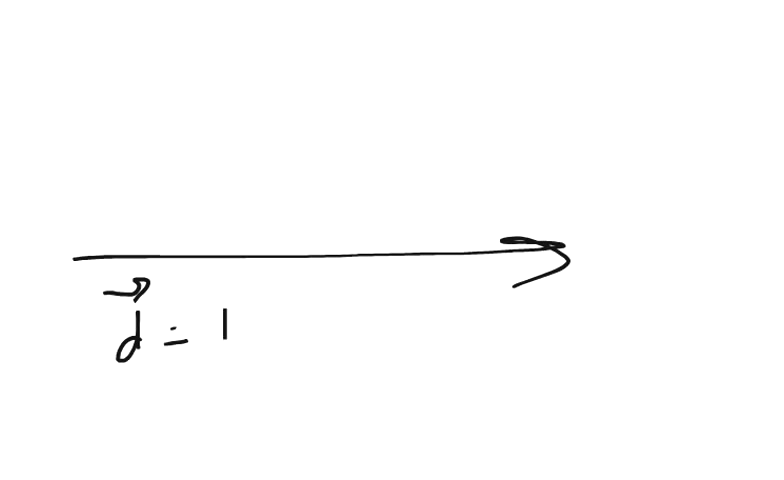 d⃗ = 1